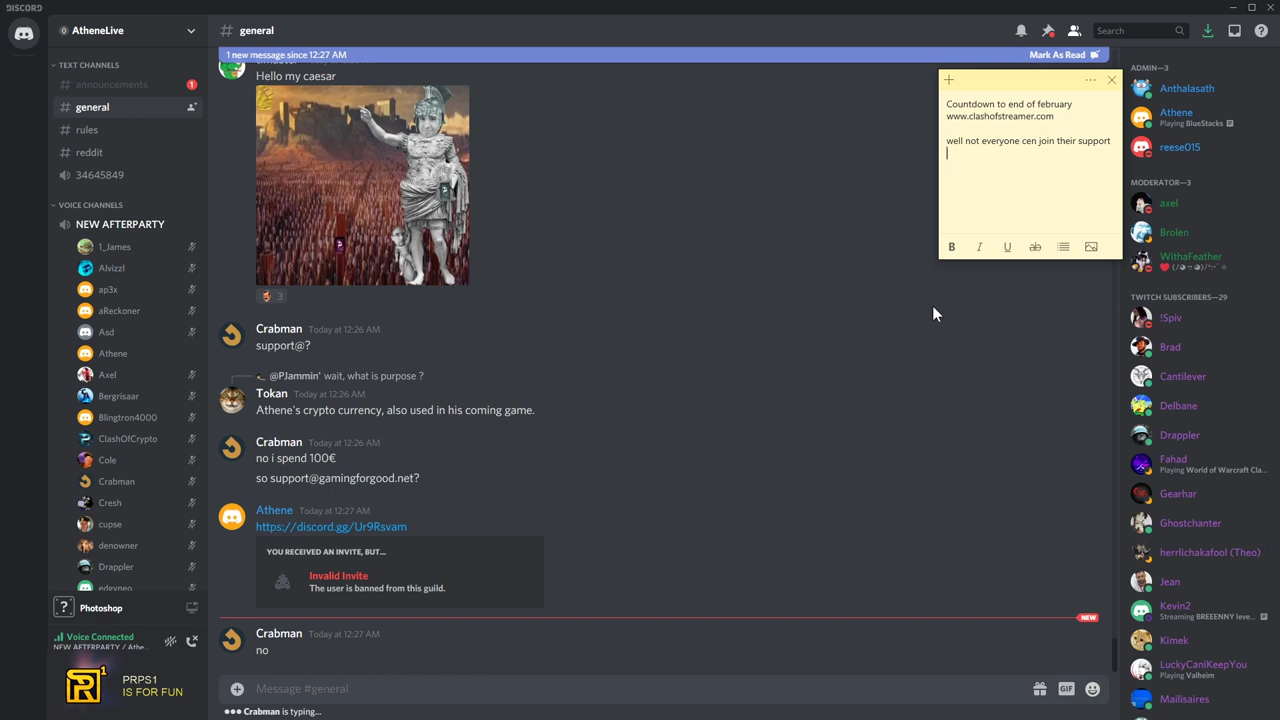 DISCORD
AtheneLive
general
Search
1 new message since 12:27 AM
Mark As Read
TEXT CHANNELS
announcements
1
general
rules
reddit
34645849
VOICE CHANNELS
NEW AFTERPARTY
1_James
Alvizzl
ap3x
aReckoner
Asd
Athene
Axel
Bergrisaar
Blingtron4000
ClashOfCrypto
Cole
Crabman
Cresh
cupse
denowner
Drappler
edevneo
? Photoshop
Voice Connected
NEW AFTERPARTY / Athe...
PRPS1
IS FOR FUN
Hello my caesar
3
Crabman Today at 12:26 AM
support@?
@PJammin' wait, what is purpose ?
Tokan Today at 12:26 AM
Athene's crypto currency, also used in his coming game.
Crabman Today at 12:26 AM
no i spend 100€
so support@gamingforgood.net?
Athene Today at 12:27 AM
https://discord.gg/Ur9Rsvam
YOU RECEIVED AN INVITE, BUT...
Invalid Invite
The user is banned from this guild.
NEW
Crabman Today at 12:27 AM
no
Message #general
GIF
Crabman is typing...
Countdown to end of february
www.clashofstreamer.com
well not everyone cen join their support
B I U ab
ADMIN—3
Anthalasath
Athene
Playing BlueStacks
reese015
MODERATOR—3
axel
Brolen
WithaFeather
TWITCH SUBSCRIBERS—29
!Spiv
Brad
Cantilever
Delbane
Drappler
Fahad
Playing World of Warcraft Cla...
Gearhar
Ghostchanter
herrlichakafool (Theo)
Jean
Kevin2
Streaming BREEENNY leve...
Kimek
LuckyCaniKeepYou
Playing Valheim
Mailisaires